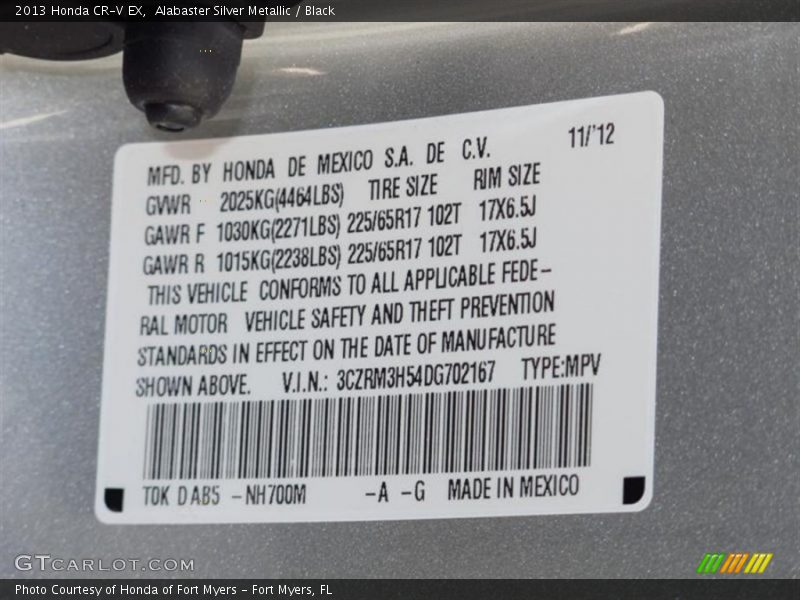 2013 Honda CR-V EX,  Alabaster Silver Metallic / Black
MFD. BY HONDA DE MEXICO S.A. DE C.V. 11/'12
GVWR 2025KG(4464LBS) TIRE SIZE RIM SIZE
GAWR F 1030KG(2271LBS) 225/65R17 102T 17X6.5J
GAWR R 1015KG(2238LBS) 225/65R17 102T 17X6.5J
THIS VEHICLE CONFORMS TO ALL APPLICABLE FEDE-
RAL MOTOR VEHICLE SAFETY AND THEFT PREVENTION
STANDARDS IN EFFECT ON THE DATE OF MANUFACTURE
SHOWN ABOVE. V.I.N.: 3CZRM3H54DG702167 TYPE:MPV
TOK DAB5 -NH700M -A -G MADE IN MEXICO
GTCARLOT.COM
Photo Courtesy of Honda of Fort Myers - Fort Myers, FL